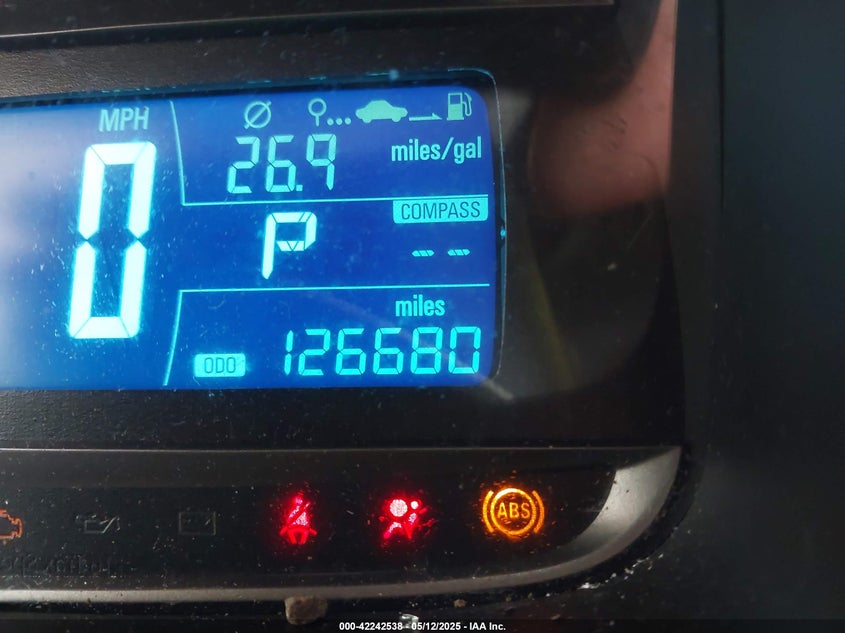 MPH
0
26.9 miles/gal
P
COMPASS
-- --
miles
ODO 126680
ABS
000-42242538 - 05/12/2025 - IAA Inc.